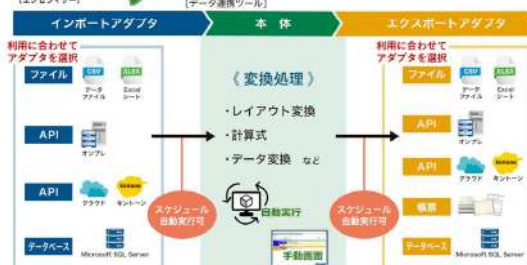 [データ連携ツール]
インポートアダプタ
本体
エクスポートアダプタ
利用に合わせて
アダプタを選択
ファイル
CSV
XLSX
データ
ファイル
Excel
シート
API
オンプレ
API
クラウド
キントーン
データベース
Microsoft SQL Server
《 変換処理 》
・レイアウト変換
・計算式
・データ変換 など
スケジュール
自動実行可
自動実行
手動画面
スケジュール
自動実行可
利用に合わせて
アダプタを選択
ファイル
CSV
XLSX
データ
ファイル
Excel
シート
API
オンプレ
API
クラウド
キントーン
帳票
データベース
Microsoft SQL Server